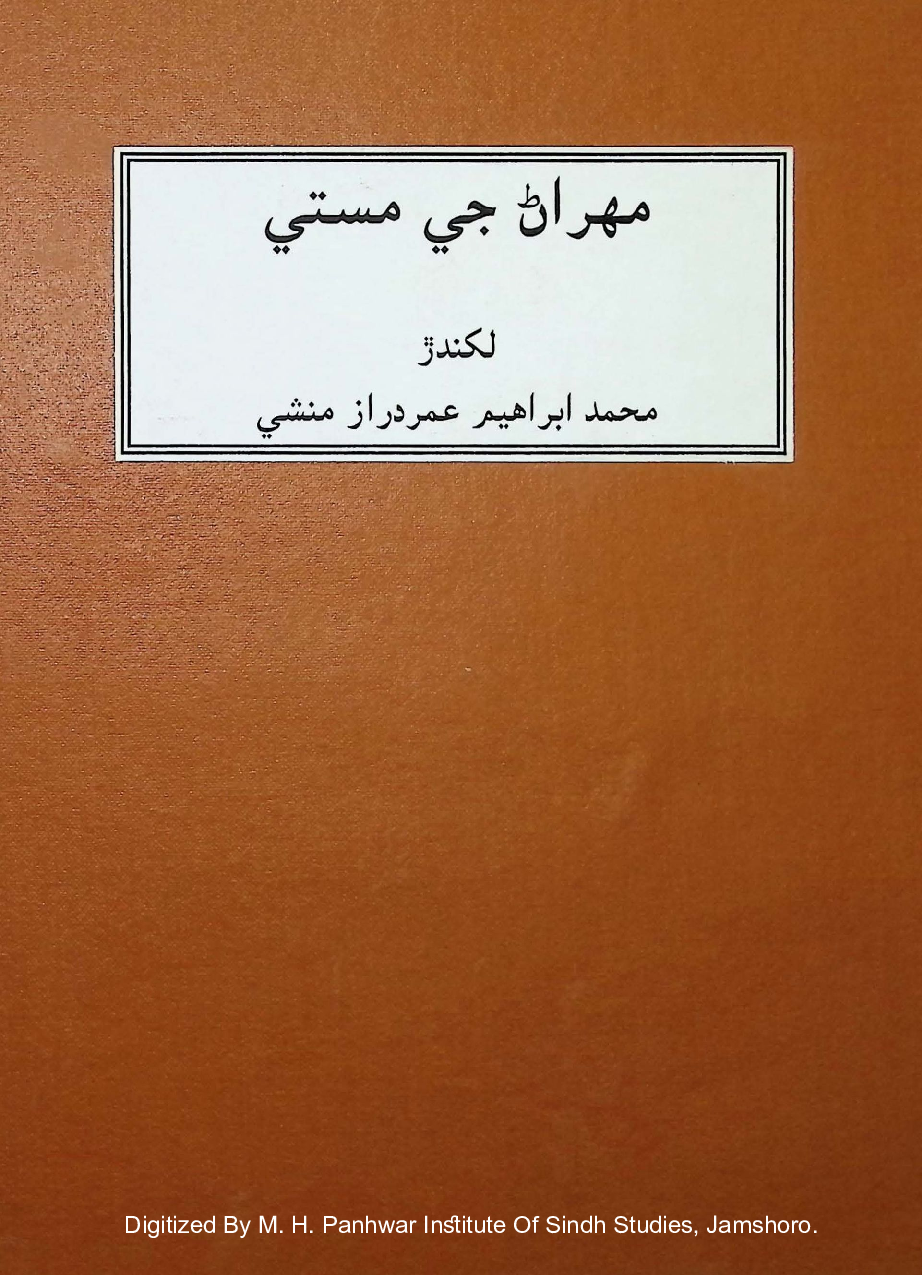 مهراڻ جي مستي
لکندڙ
محمد ابراهيم عمردراز منشي
Digitized By M. H. Panhwar Institute Of Sindh Studies, Jamshoro.